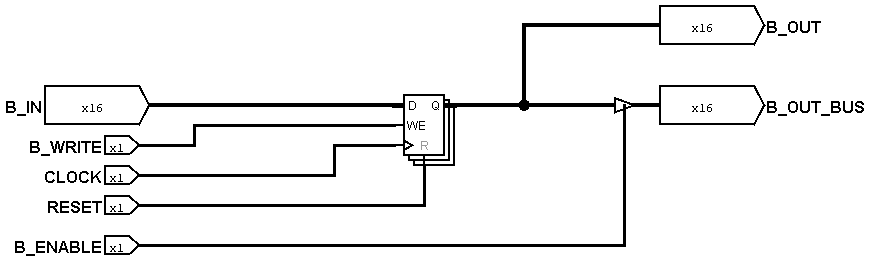 x16 B_OUT
B_IN x16 D Q x16 B_OUT_BUS
B_WRITE x1 WE
CLOCK x1 R
RESET x1
B_ENABLE x1